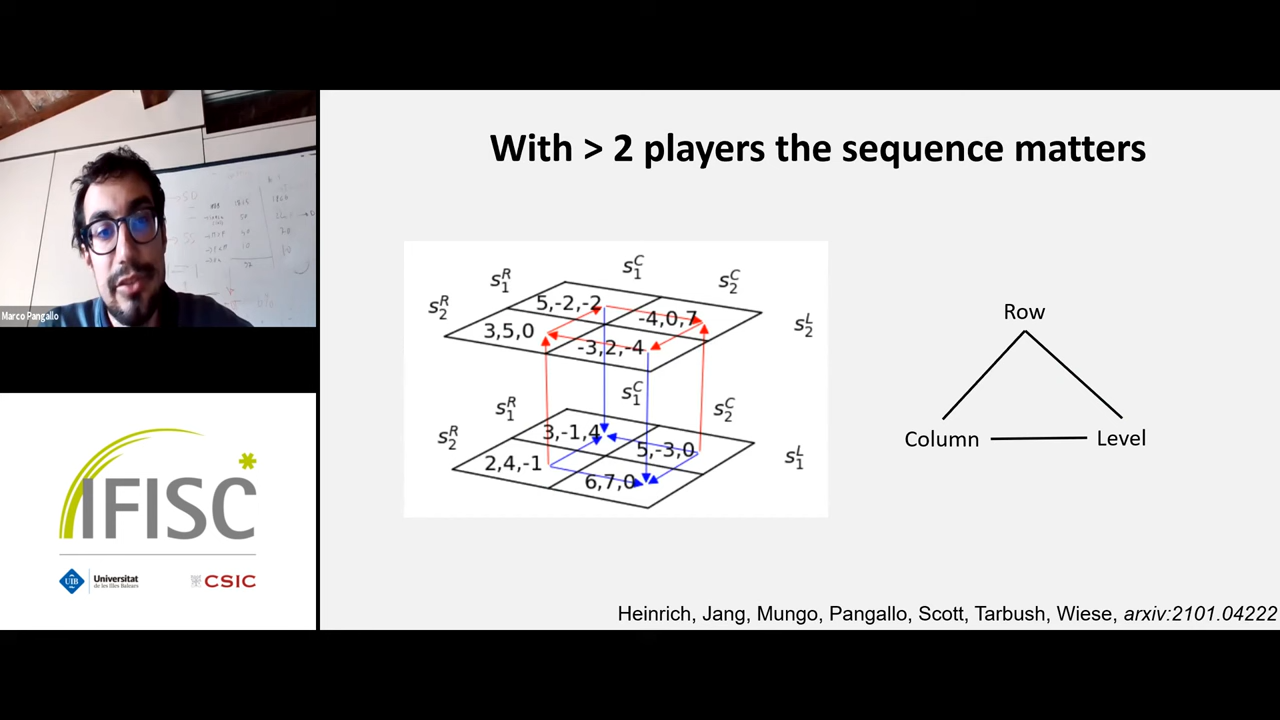 With > 2 players the sequence matters
s_1^C
s_1^R
s_2^C
s_2^R
5,-2,-2
-4,0,7
s_2^L
3,5,0
-3,2,-4
s_1^C
s_1^R
s_2^C
s_2^R
3,-1,4
5,-3,0
s_1^L
2,4,-1
6,7,0
Row
Column
Level
Marco Pangallo
IFISC
UIB
Universitat
de les Illes Balears
CSIC
Heinrich, Jang, Mungo, Pangallo, Scott, Tarbush, Wiese, arxiv:2101.04222